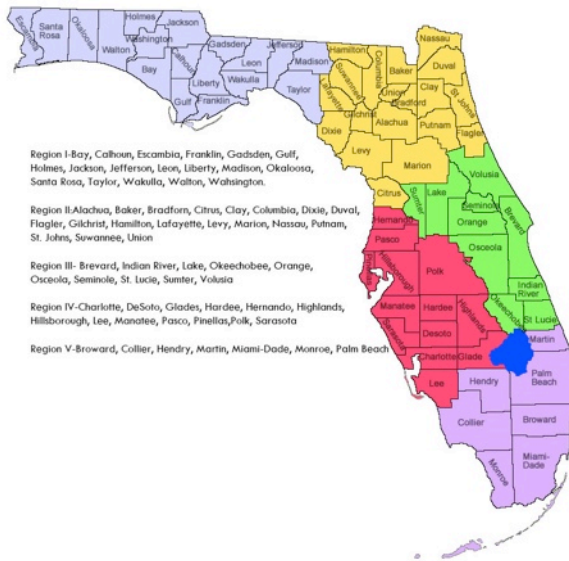 Escambia
Santa
Rosa
Okaloosa
Walton
Holmes
Washington
Jackson
Bay
Calhoun
Gulf
Gadsden
Liberty
Franklin
Leon
Wakulla
Jefferson
Madison
Taylor
Hamilton
Suwannee
Lafayette
Columbia
Dixie
Gilchrist
Baker
Union
Bradford
Nassau
Duval
Clay
St Johns
Alachua
Putnam
Flagler
Levy
Marion
Citrus
Volusia
Sumter
Lake
Seminole
Orange
Brevard
Osceola
Hernando
Pasco
Pinellas
Hillsborough
Polk
Indian
River
Okeechobe
St Lucie
Manatee
Hardee
Highlands
Sarasota
Desoto
Charlotte
Glade
Martin
Lee
Hendry
Palm
Beach
Collier
Broward
Monroe
Miami-
Dade
Region I-Bay, Calhoun, Escambia, Franklin, Gadsden, Gulf,
Holmes, Jackson, Jefferson, Leon, Liberty, Madison, Okaloosa,
Santa Rosa, Taylor, Wakulla, Walton, Wahsington.
Region II:Alachua, Baker, Bradforn, Citrus, Clay, Columbia, Dixie, Duval,
Flagler, Gilchrist, Hamilton, Lafayette, Levy, Marion, Nassau, Putnam,
St. Johns, Suwannee, Union
Region III- Brevard, Indian River, Lake, Okeechobee, Orange,
Osceola, Seminole, St. Lucie, Sumter, Volusia
Region IV-Charlotte, DeSoto, Glades, Hardee, Hernando, Highlands,
Hillsborough, Lee, Manatee, Pasco, Pinellas,Polk, Sarasota
Region V-Broward, Collier, Hendry, Martin, Miami-Dade, Monroe, Palm Beach